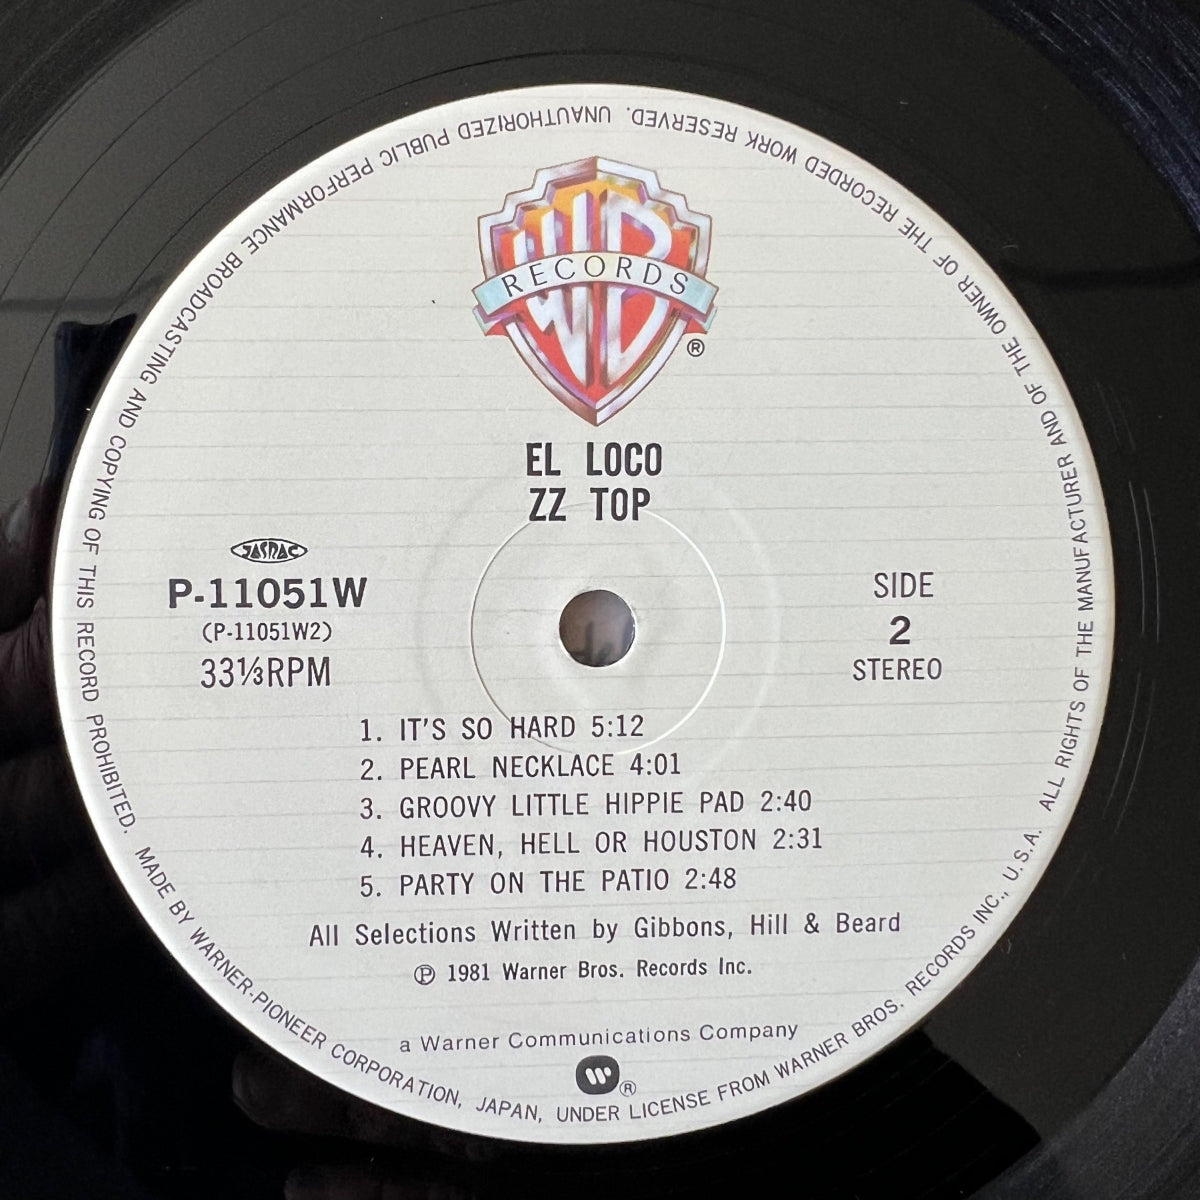 WB
RECORDS
®
EL LOCO
ZZ TOP
JASRAC
P-11051W
(P-11051W2)
33⅓RPM
SIDE
2
STEREO
1. IT'S SO HARD 5:12
2. PEARL NECKLACE 4:01
3. GROOVY LITTLE HIPPIE PAD 2:40
4. HEAVEN, HELL OR HOUSTON 2:31
5. PARTY ON THE PATIO 2:48
All Selections Written by Gibbons, Hill & Beard
℗ 1981 Warner Bros. Records Inc.
a Warner Communications Company
®
MADE BY WARNER-PIONEER CORPORATION, JAPAN, UNDER LICENSE FROM WARNER BROS. RECORDS INC., U.S.A. ALL RIGHTS OF THE MANUFACTURER AND OF THE OWNER OF THE RECORDED WORK RESERVED. UNAUTHORIZED PUBLIC PERFORMANCE BROADCASTING AND COPYING OF THIS RECORD PROHIBITED.